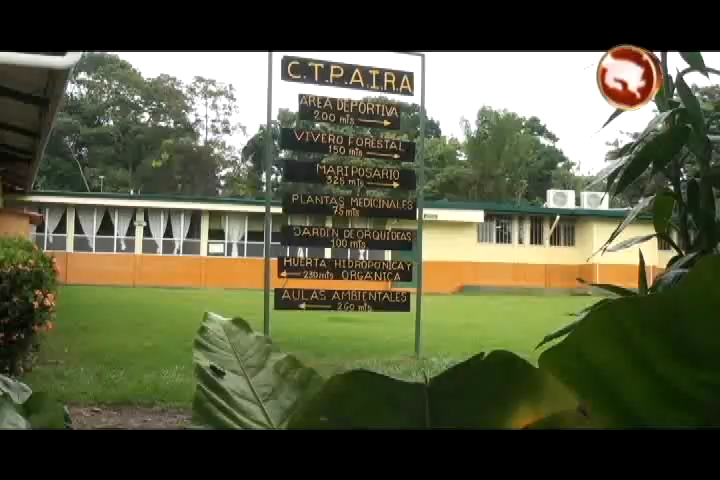 C.T.P.A.I.R.A
AREA DEPORTIVA
200 mts
VIVERO FORESTAL
150 mts
MARIPOSARIO
325 mts
PLANTAS MEDICINALES
75 mts
JARDIN DE ORQUIDEAS
100 mts
HUERTA HIDROPONICA Y
230 mts ORGANICA
AULAS AMBIENTALES
260 mts